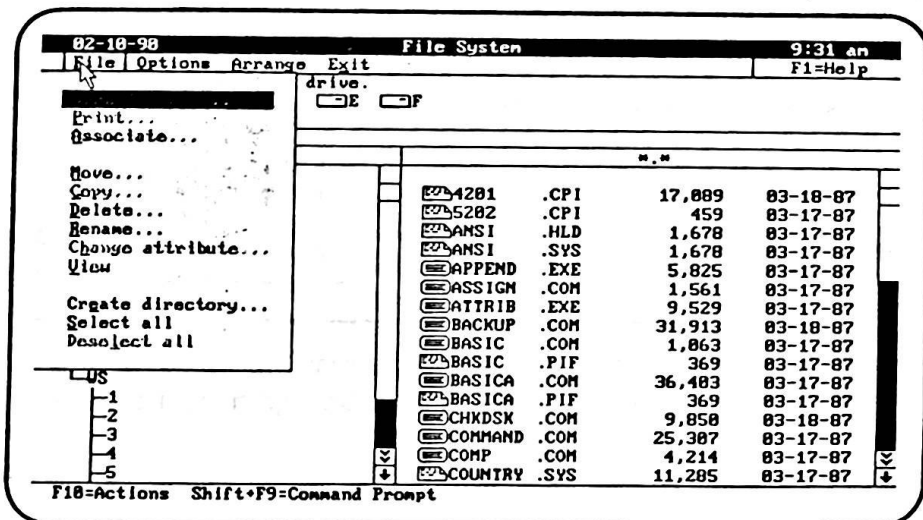 02-10-90 File System 9:31 am
File Options Arrange Exit F1=Help
drive.
E F
Print...
Associate...
Move...
Copy...
Delete...
Rename...
Change attribute...
View
Create directory...
Select all
Deselect all
*.*
4201 .CPI 17,089 03-18-87
5202 .CPI 459 03-17-87
ANSI .HLD 1,678 03-17-87
ANSI .SYS 1,678 03-17-87
APPEND .EXE 5,825 03-17-87
ASSIGN .COM 1,561 03-17-87
ATTRIB .EXE 9,529 03-17-87
BACKUP .COM 31,913 03-18-87
BASIC .COM 1,063 03-17-87
BASIC .PIF 369 03-17-87
BASICA .COM 36,403 03-17-87
BASICA .PIF 369 03-17-87
CHKDSK .COM 9,850 03-18-87
COMMAND .COM 25,307 03-17-87
COMP .COM 4,214 03-17-87
COUNTRY .SYS 11,285 03-17-87
1
2
3
4
5
F10=Actions Shift+F9=Command Prompt